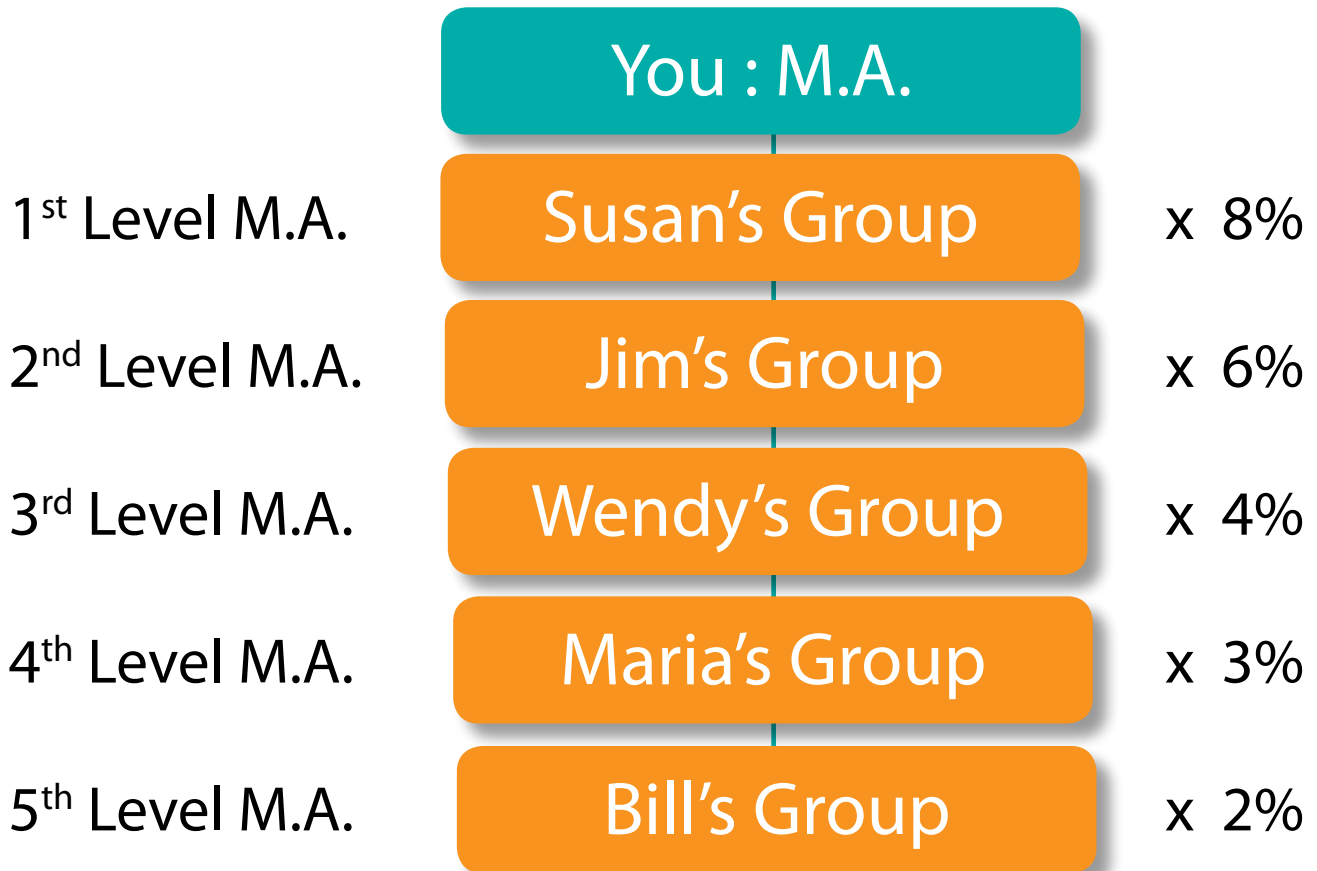 You : M.A.
1st Level M.A. Susan's Group x 8%
2nd Level M.A. Jim's Group x 6%
3rd Level M.A. Wendy's Group x 4%
4th Level M.A. Maria's Group x 3%
5th Level M.A. Bill's Group x 2%